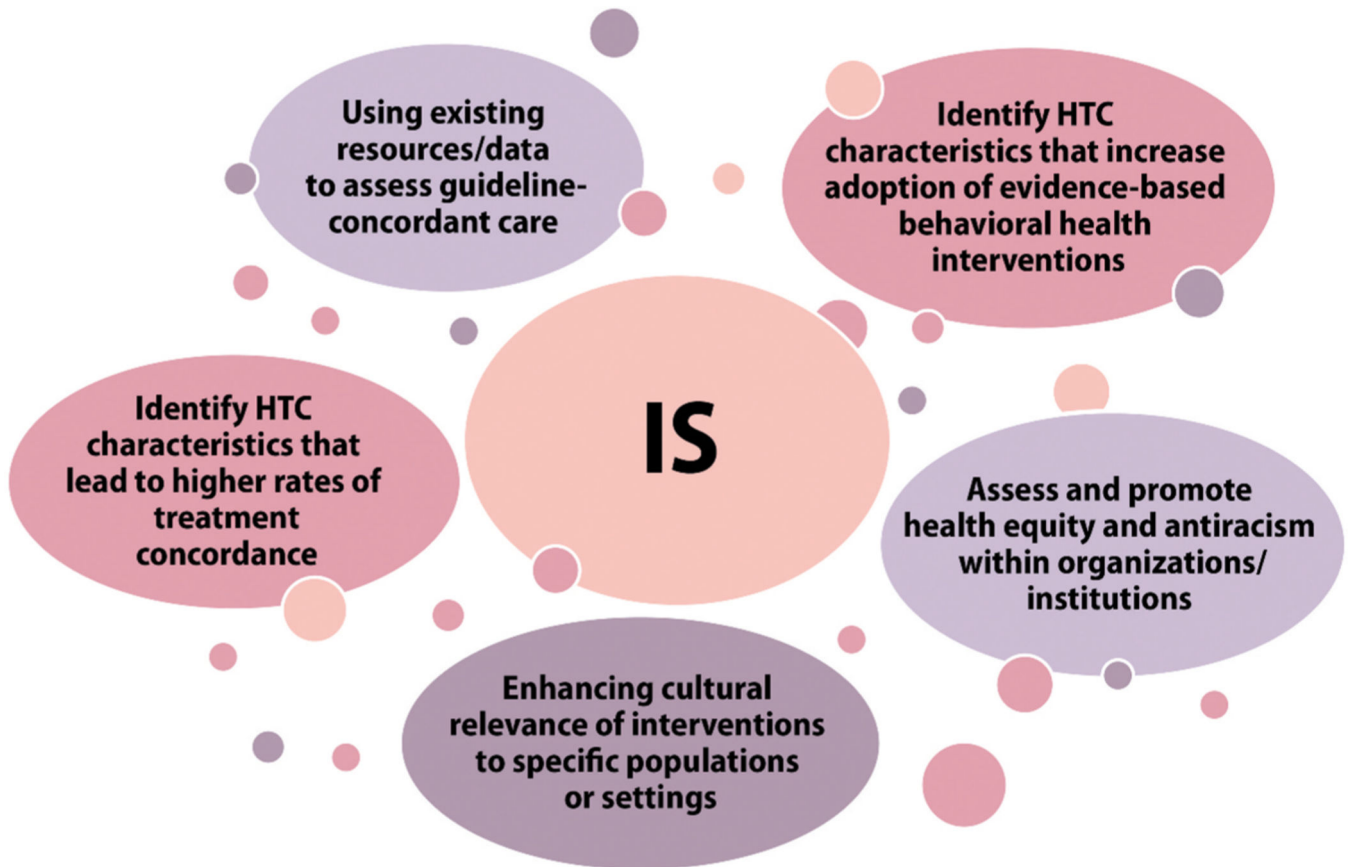 Using existing
resources/data
to assess guideline-
concordant care
Identify HTC
characteristics that increase
adoption of evidence-based
behavioral health
interventions
IS
Identify HTC
characteristics that
lead to higher rates of
treatment
concordance
Assess and promote
health equity and antiracism
within organizations/
institutions
Enhancing cultural
relevance of interventions
to specific populations
or settings